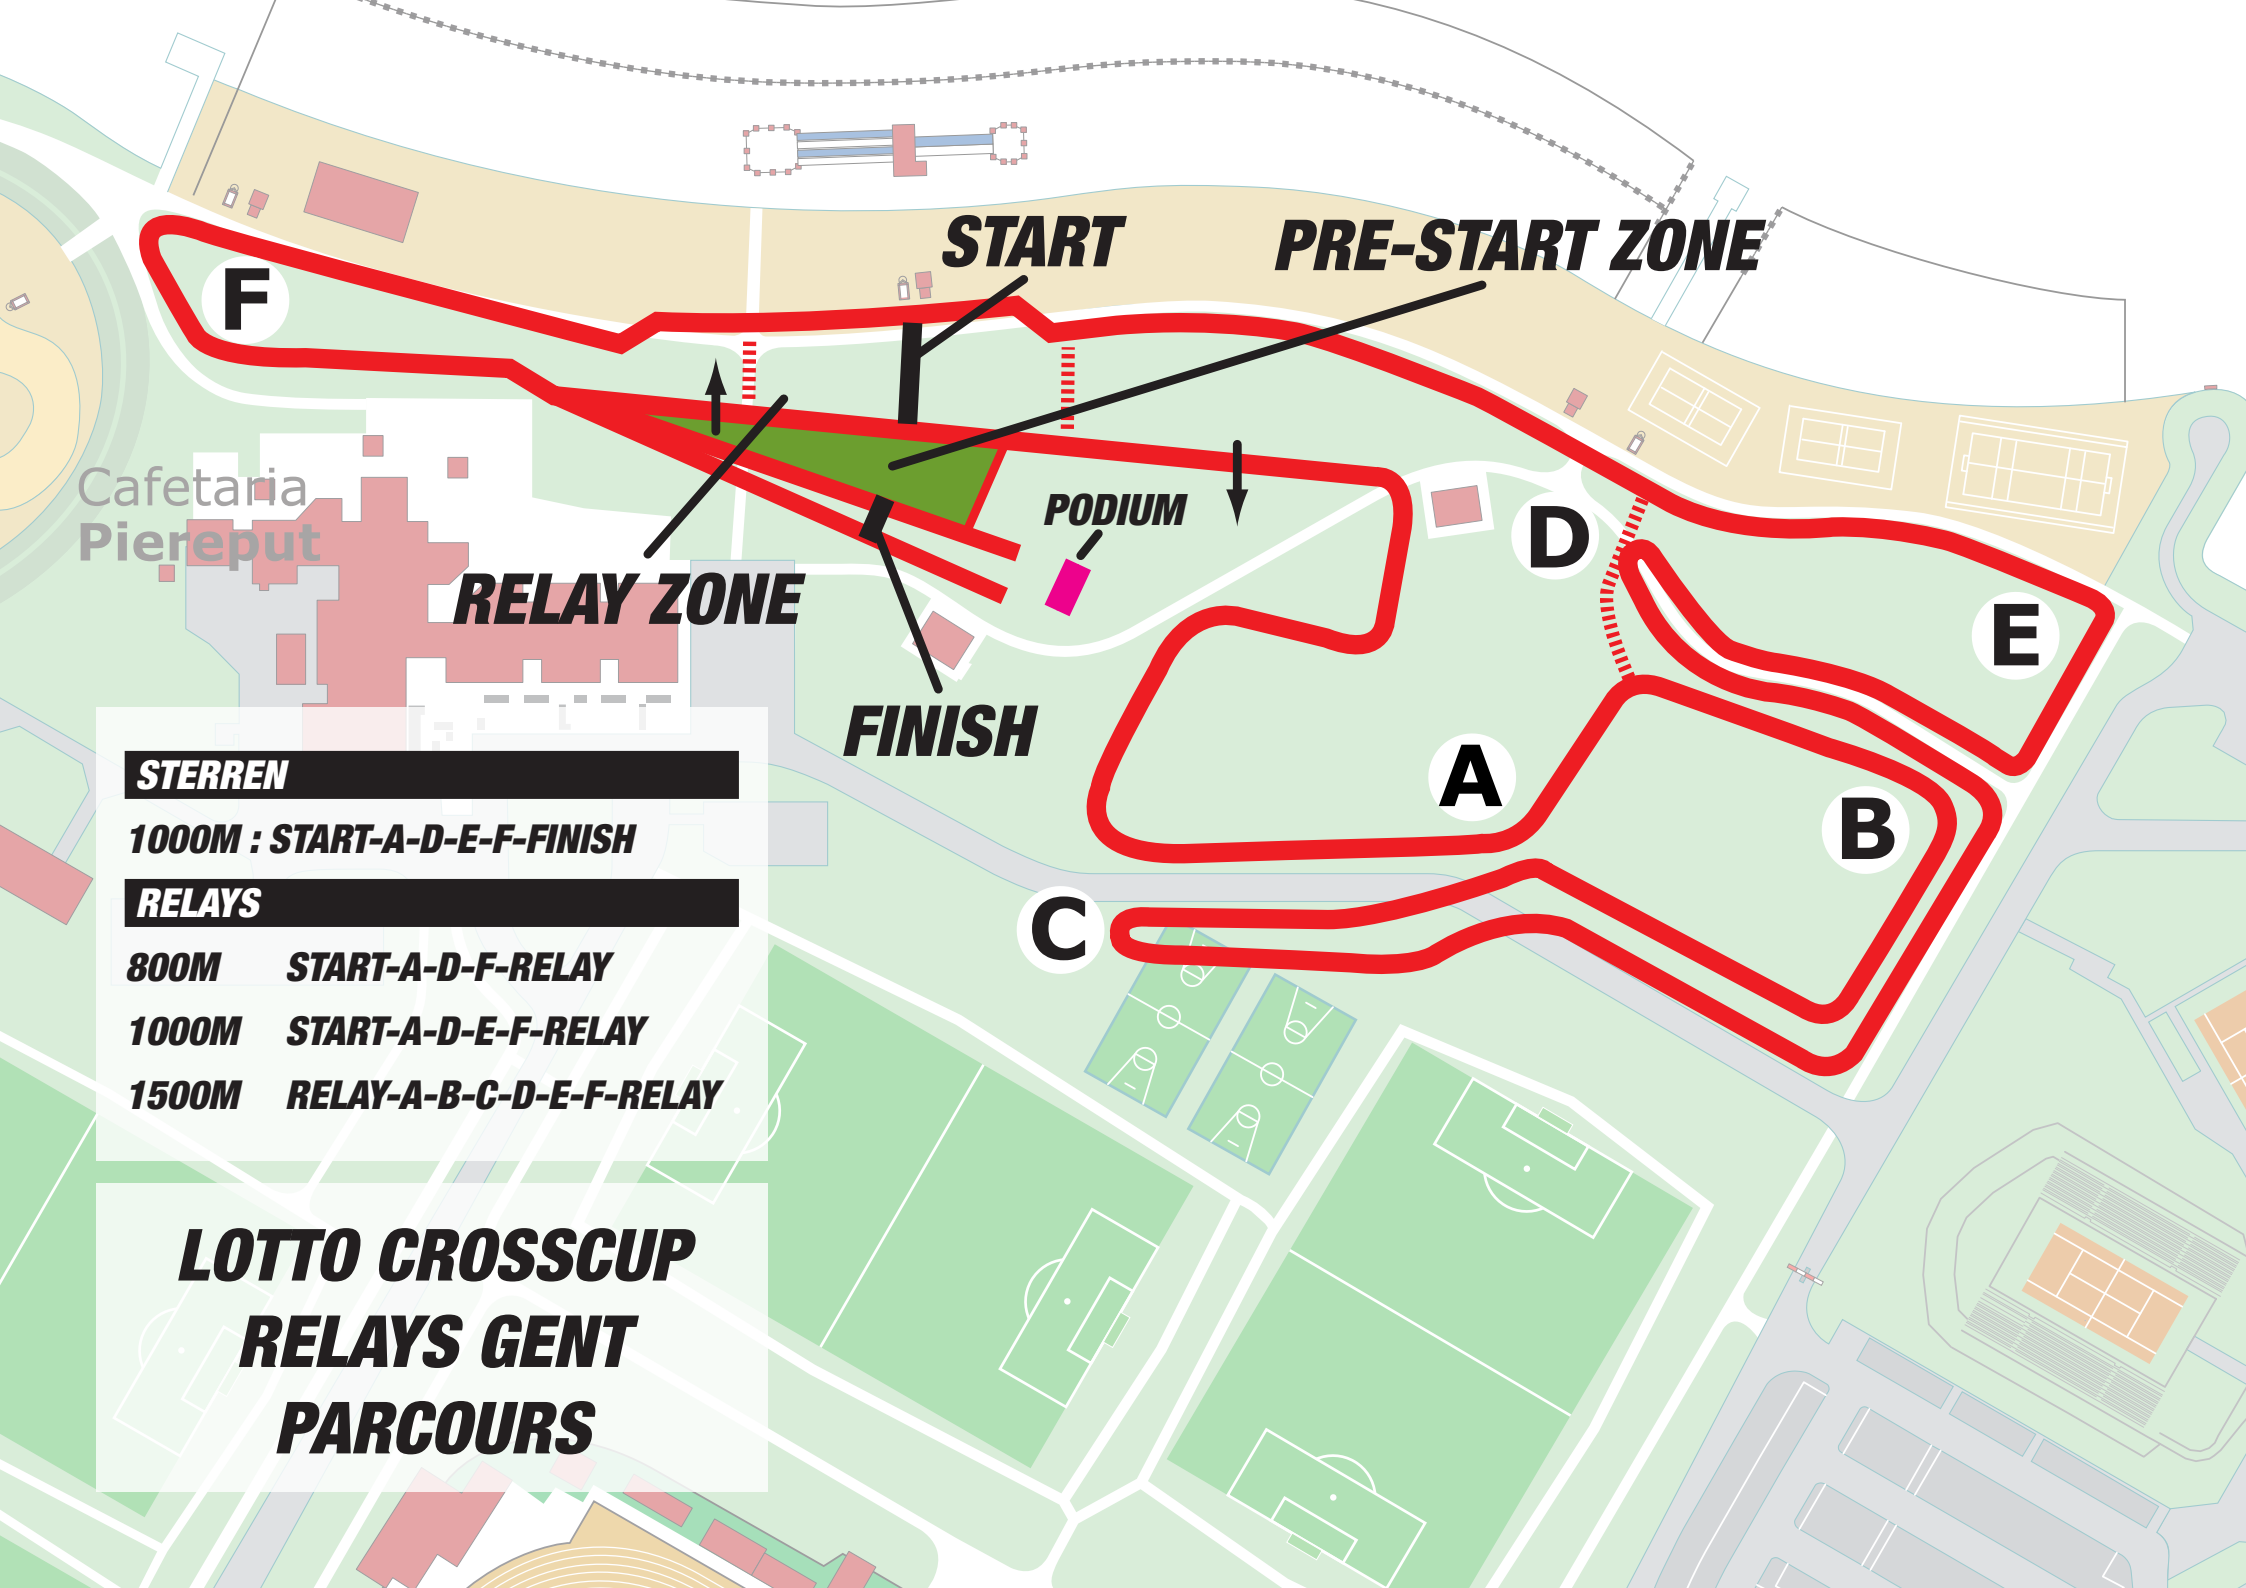 START
PRE-START ZONE
F
Cafetaria
Piereput
PODIUM
D
RELAY ZONE
E
FINISH
A
B
C
STERREN
1000M : START-A-D-E-F-FINISH
RELAYS
800M START-A-D-F-RELAY
1000M START-A-D-E-F-RELAY
1500M RELAY-A-B-C-D-E-F-RELAY
LOTTO CROSSCUP
RELAYS GENT
PARCOURS